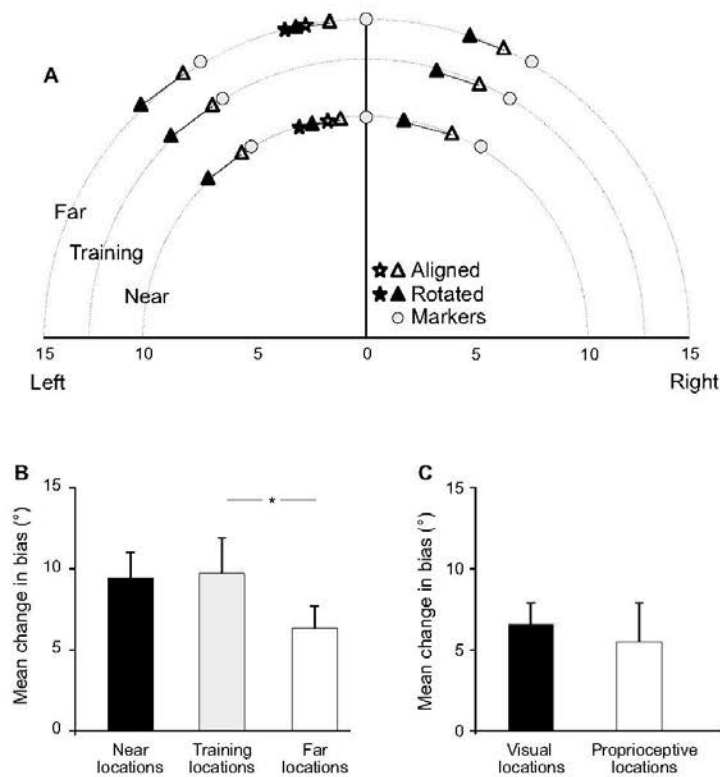 A
Far
Training
Near
☆△ Aligned
★▲ Rotated
○ Markers
15 10 5 0 5 10 15
Left Right
B
Mean change in bias (°)
15
10
5
0
*
Near locations
Training locations
Far locations
C
Mean change in bias (°)
15
10
5
0
Visual locations
Proprioceptive locations